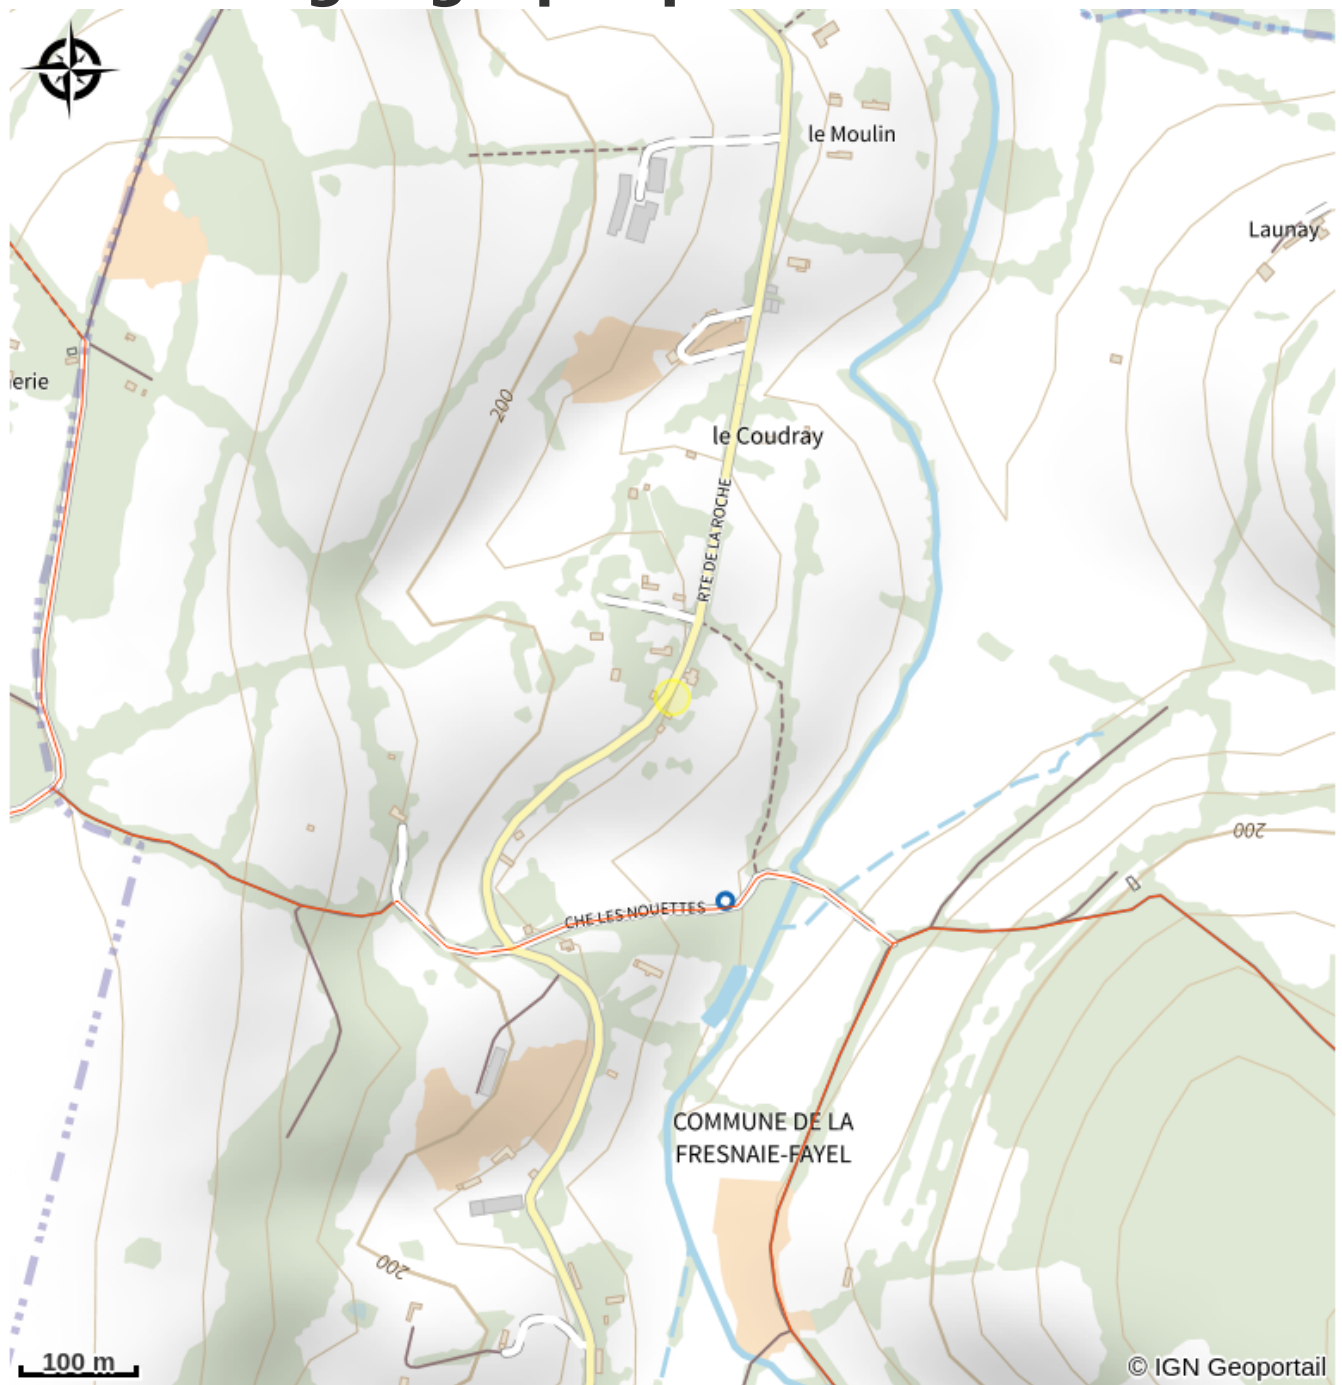 le Moulin
Launay
erie
200
le Coudray
RTE DE LA ROCHE
200
CHE LES NOUETTES
COMMUNE DE LA
FRESNAIE-FAYEL
200
100 m
© IGN Geoportail